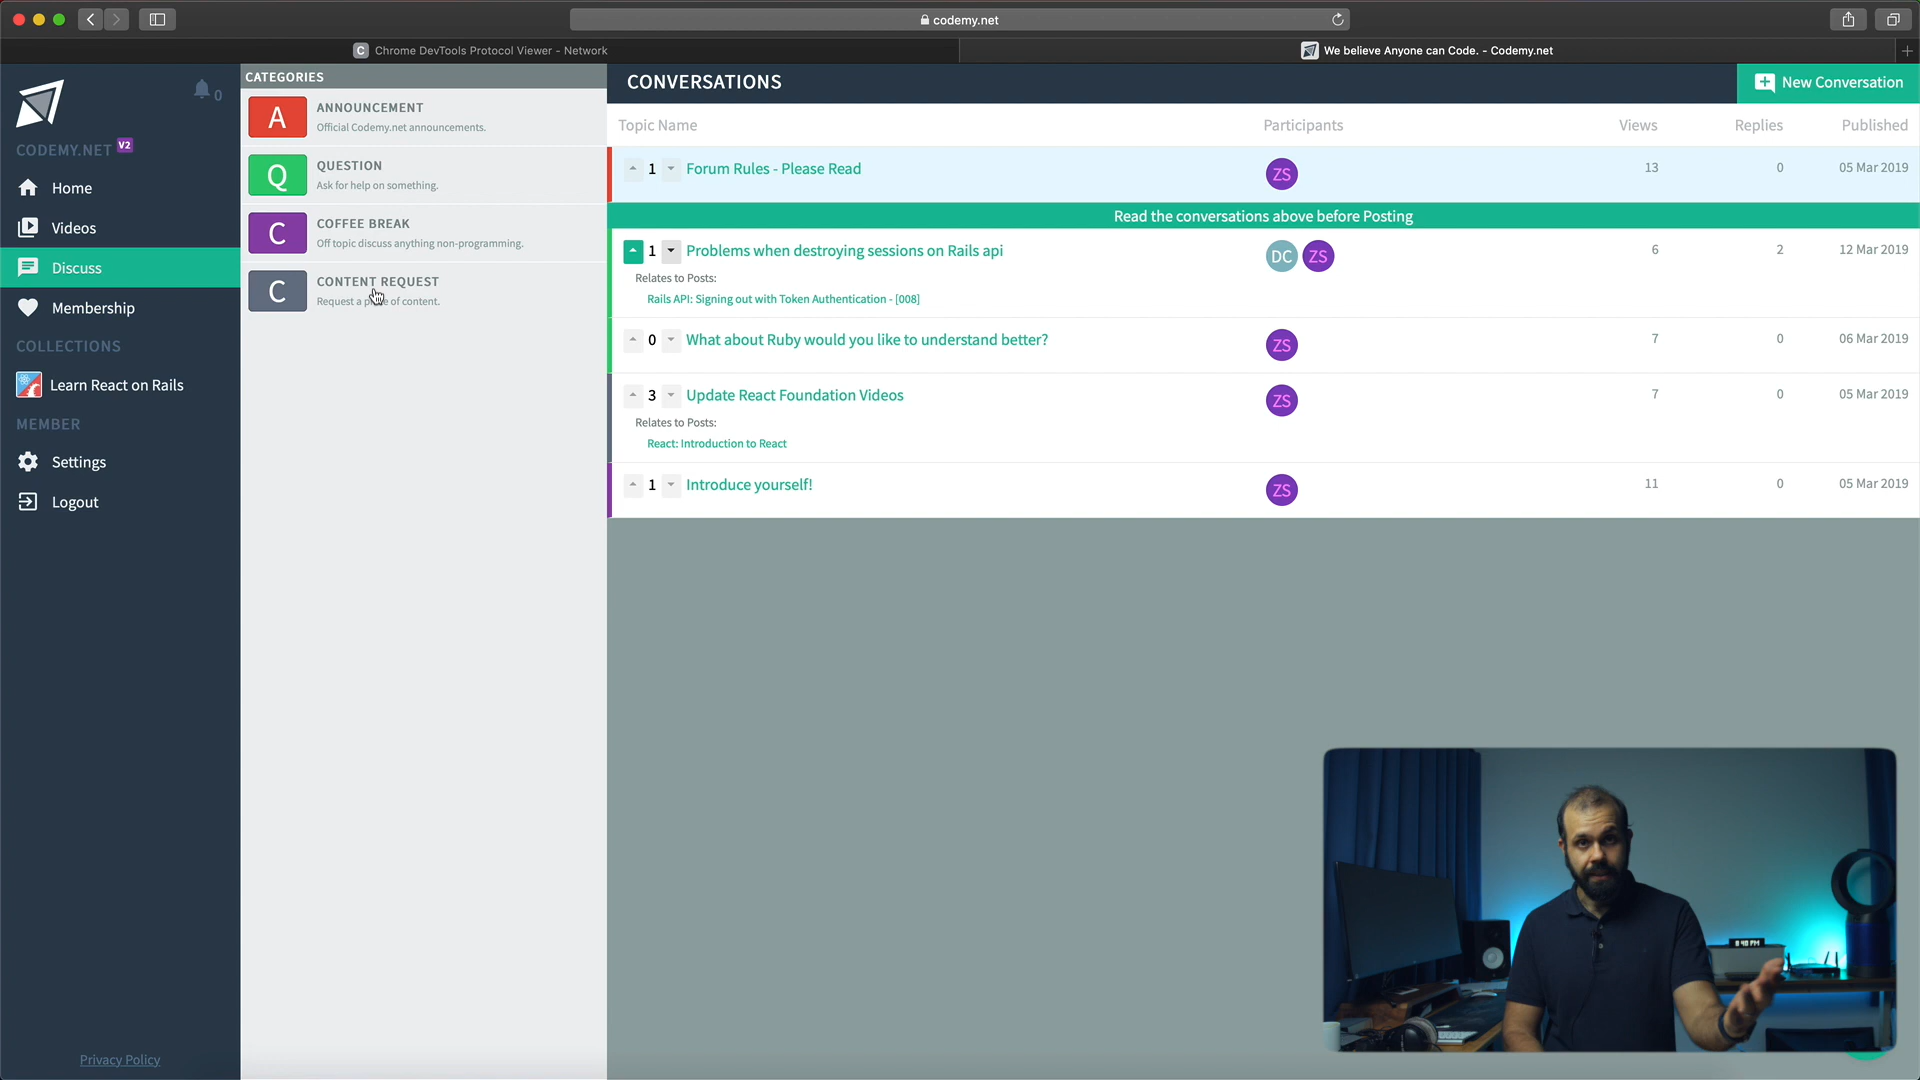 codemy.net
C Chrome DevTools Protocol Viewer - Network
We believe Anyone can Code. - Codemy.net
0
CODEMY.NET V2
Home
Videos
Discuss
Membership
COLLECTIONS
Learn React on Rails
MEMBER
Settings
Logout
Privacy Policy
CATEGORIES
A
ANNOUNCEMENT
Official Codemy.net announcements.
Q
QUESTION
Ask for help on something.
C
COFFEE BREAK
Off topic discuss anything non-programming.
C
CONTENT REQUEST
Request a of content.
CONVERSATIONS
New Conversation
Topic Name Participants Views Replies Published
1 Forum Rules - Please Read ZS 13 0 05 Mar 2019
Read the conversations above before Posting
1 Problems when destroying sessions on Rails api DC ZS 6 2 12 Mar 2019
Relates to Posts:
Rails API: Signing out with Token Authentication - [008]
0 What about Ruby would you like to understand better? ZS 7 0 06 Mar 2019
3 Update React Foundation Videos ZS 7 0 05 Mar 2019
Relates to Posts:
React: Introduction to React
1 Introduce yourself! ZS 11 0 05 Mar 2019
8:40 PM